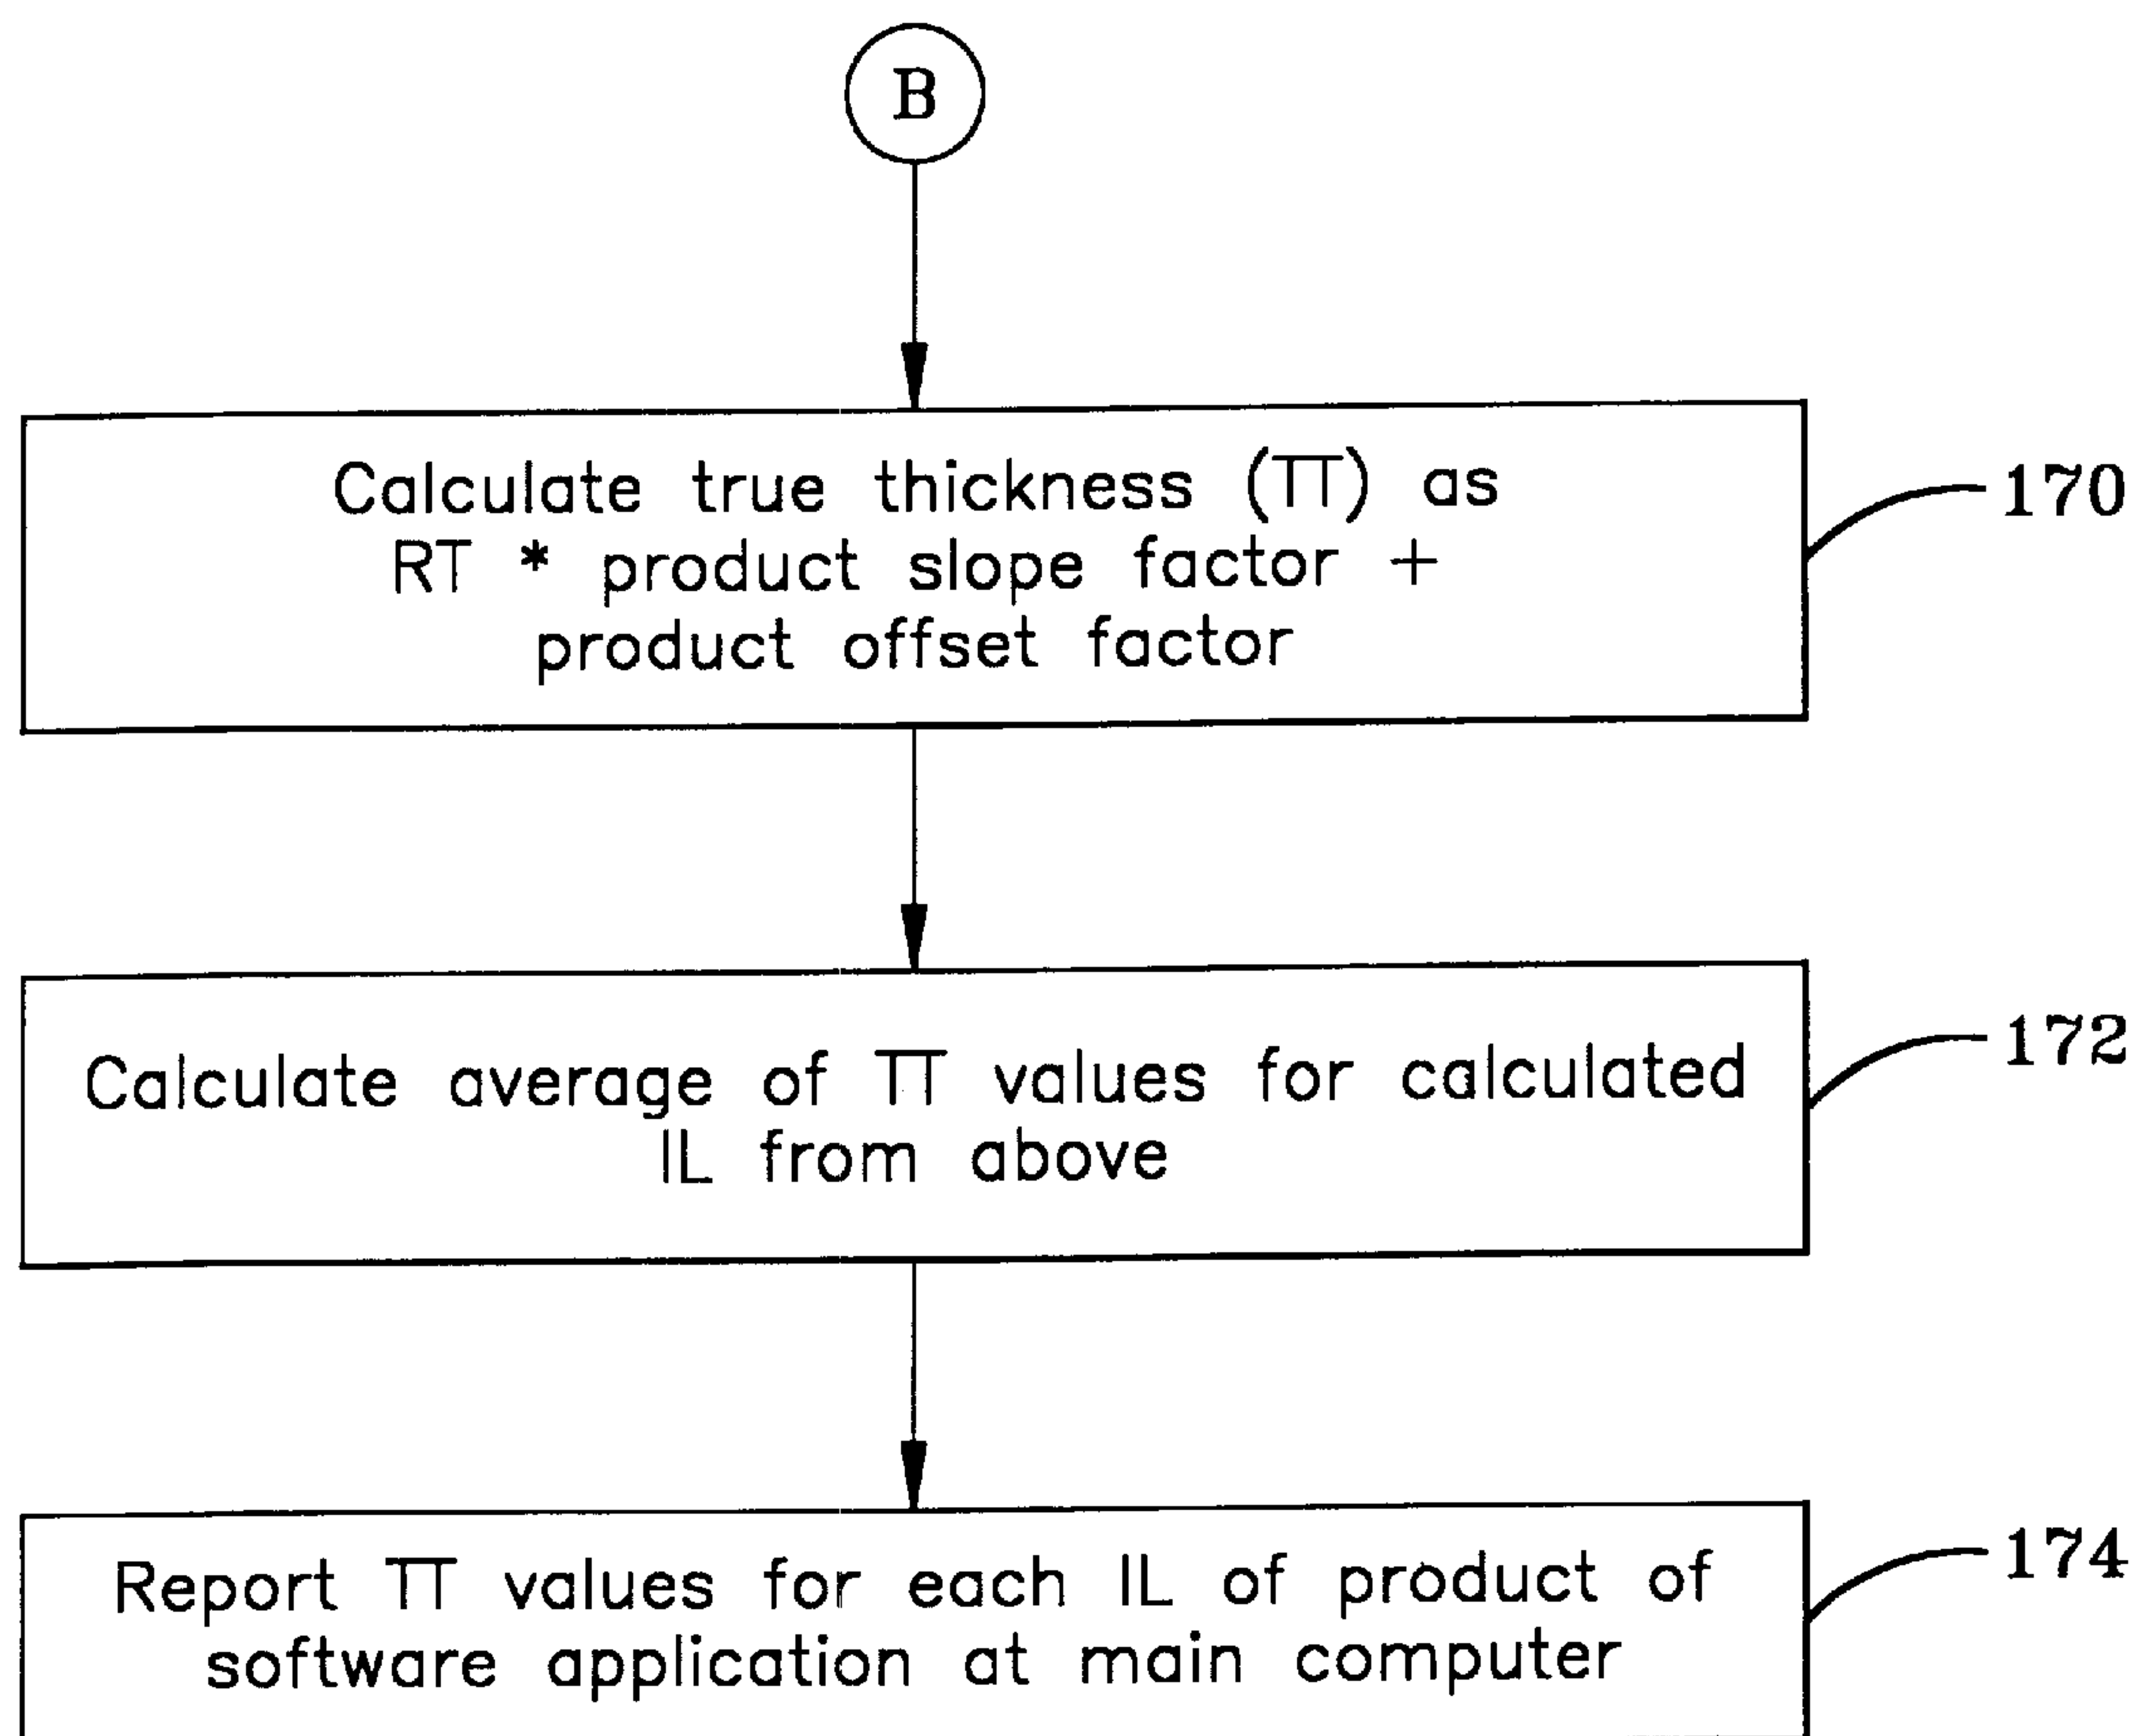 B
Calculate true thickness (TT) as
RT * product slope factor +
product offset factor
170
Calculate average of TT values for calculated
IL from above
172
Report TT values for each IL of product of
software application at main computer
174